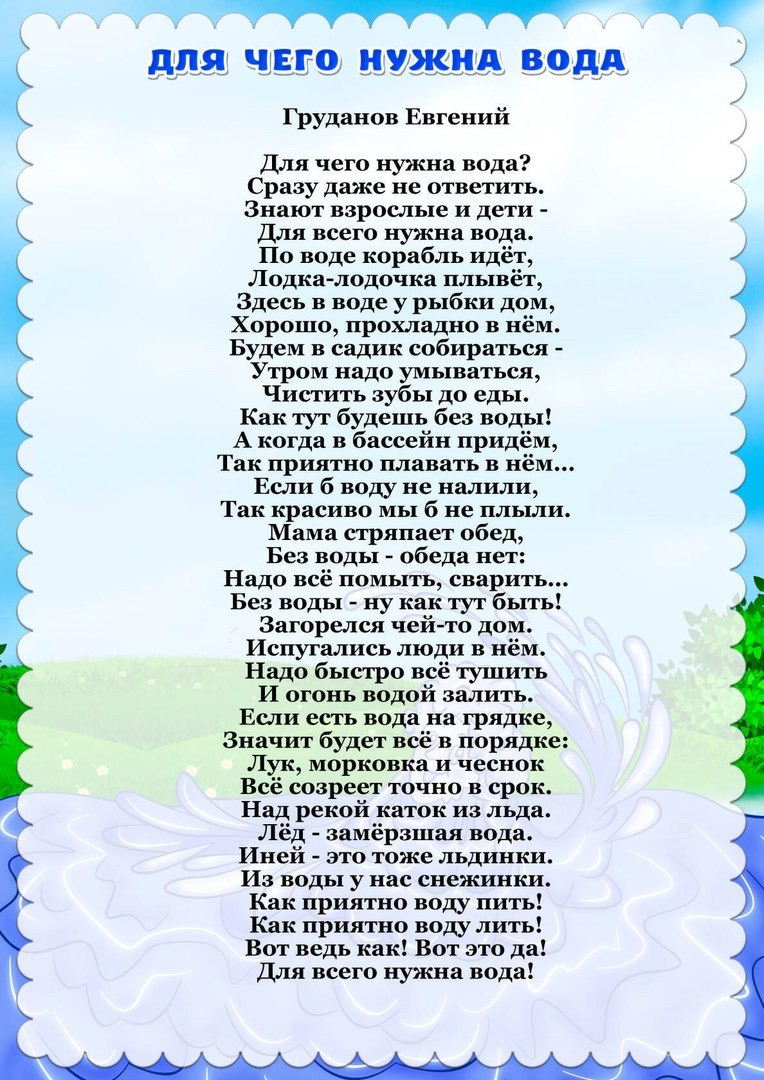 ДЛЯ ЧЕГО НУЖНА ВОДА
Груданов Евгений
Для чего нужна вода?
Сразу даже не ответить.
Знают взрослые и дети -
Для всего нужна вода.
По воде корабль идёт,
Лодка-лодочка плывёт,
Здесь в воде у рыбки дом,
Хорошо, прохладно в нём.
Будем в садик собираться -
Утром надо умываться,
Чистить зубы до еды.
Как тут будешь без воды!
А когда в бассейн придём,
Так приятно плавать в нём...
Если б воду не налили,
Так красиво мы б не плыли.
Мама стряпает обед,
Без воды - обеда нет:
Надо всё помыть, сварить...
Без воды - ну как тут быть!
Загорелся чей-то дом.
Испугались люди в нём.
Надо быстро всё тушить
И огонь водой залить.
Если есть вода на грядке,
Значит будет всё в порядке:
Лук, морковка и чеснок
Всё созреет точно в срок.
Над рекой каток из льда.
Лёд - замёрзшая вода.
Иней - это тоже льдинки.
Из воды у нас снежинки.
Как приятно воду пить!
Как приятно воду лить!
Вот ведь как! Вот это да!
Для всего нужна вода!